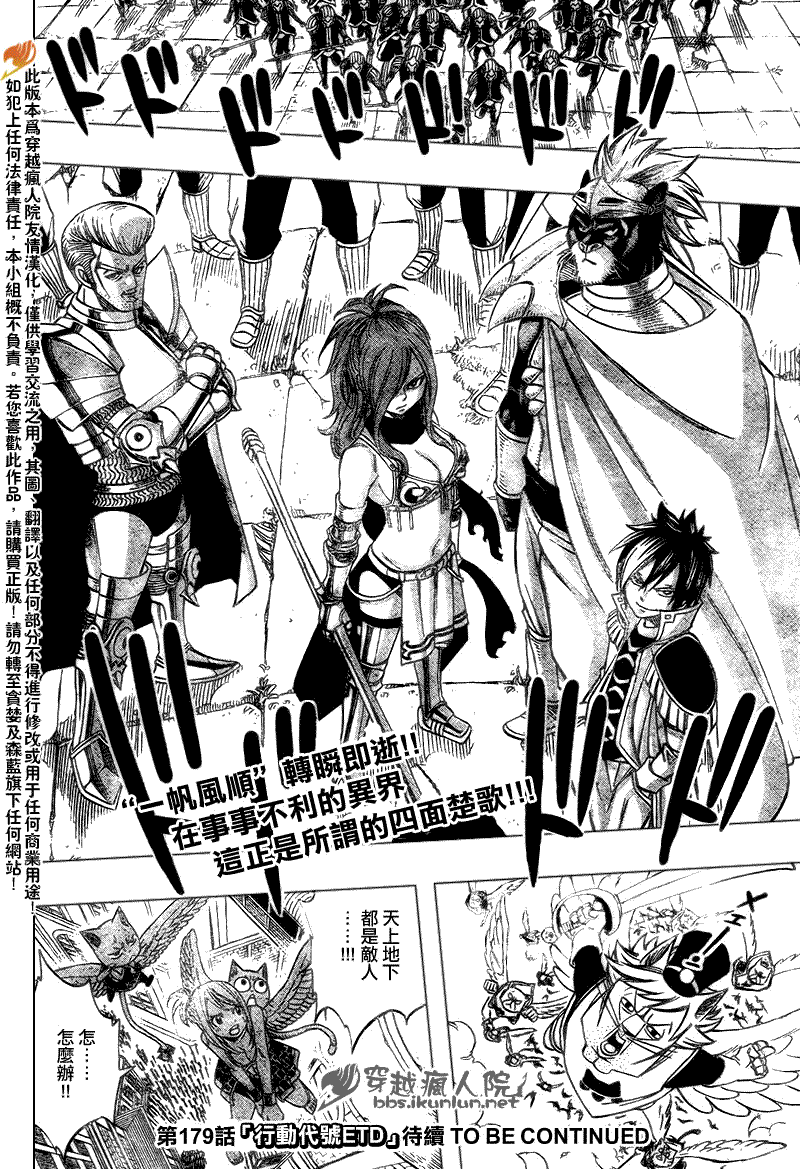 此版本爲穿越瘋人院友情漢化，僅供學習交流之用，其圖、翻譯以及任何部分不得進行修改或用于任何商業用途！
如犯上任何法律責任，本小組概不負責。若您喜歡此作品，請購買正版！請勿轉至貪婪及森藍旗下任何網站！
ドドドドドドド
ドドドド
“一帆風順”轉瞬即逝!!
在事事不利的異界
這正是所謂的四面楚歌!!!
天上地下
都是敵人
……!!!
怎……
怎麼辦!!
穿越瘋人院
bbs.ikunlun.net
第179話「行動代號ETD」待續 TO BE CONTINUED